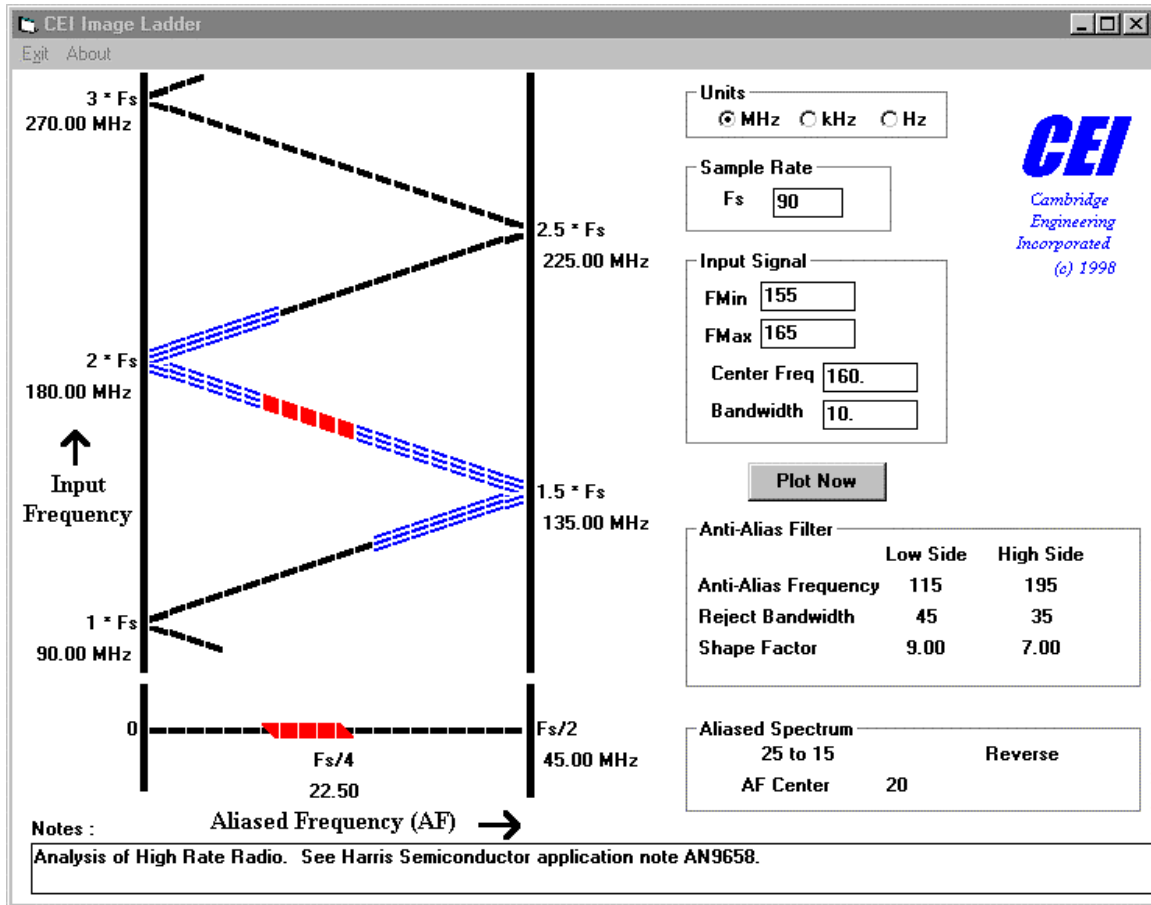 CEI Image Ladder
Exit About
3 * Fs
270.00 MHz
2.5 * Fs
225.00 MHz
2 * Fs
180.00 MHz
Input
Frequency
1.5 * Fs
135.00 MHz
1 * Fs
90.00 MHz
0
Fs/2
45.00 MHz
Fs/4
22.50
Aliased Frequency (AF)
Units
MHz kHz Hz
Sample Rate
Fs 90
Input Signal
FMin 155
FMax 165
Center Freq 160.
Bandwidth 10.
Plot Now
CEI
Cambridge
Engineering
Incorporated
(c) 1998
Anti-Alias Filter
Low Side High Side
Anti-Alias Frequency 115 195
Reject Bandwidth 45 35
Shape Factor 9.00 7.00
Aliased Spectrum
25 to 15 Reverse
AF Center 20
Notes :
Analysis of High Rate Radio. See Harris Semiconductor application note AN9658.